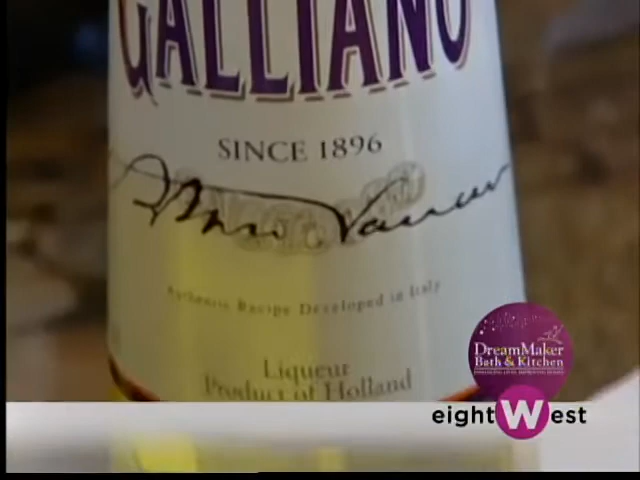 GALLIANO
SINCE 1896
Authentic Recipe Developed in Italy
Liqueur
Product of Holland
DreamMaker
Bath & Kitchen
eightWest